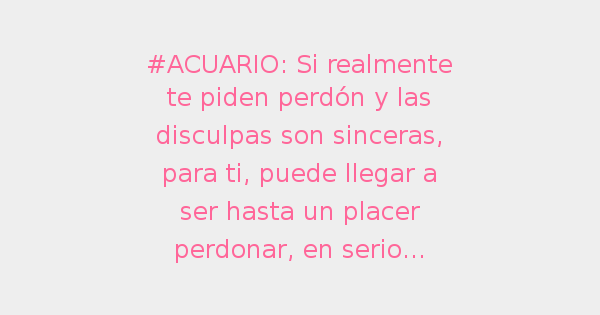 #ACUARIO: Si realmente
te piden perdón y las
disculpas son sinceras,
para ti, puede llegar a
ser hasta un placer
perdonar, en serio...